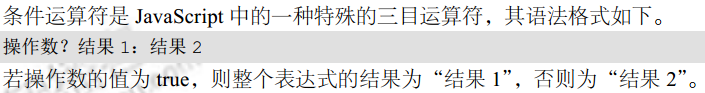 条件运算符是 JavaScript 中的一种特殊的三目运算符，其语法格式如下。
操作数？结果 1：结果 2
若操作数的值为 true，则整个表达式的结果为“结果 1”，否则为“结果 2”。